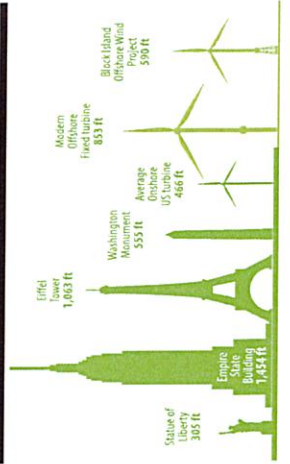 Statue of
Liberty
305 ft
Empire
State
Building
1,454 ft
Eiffel
Tower
1,063 ft
Washington
Monument
555 ft
Average
Onshore
US turbine
466 ft
Modern
Offshore
Fixed turbine
853 ft
Block Island
Offshore Wind
Project
590 ft